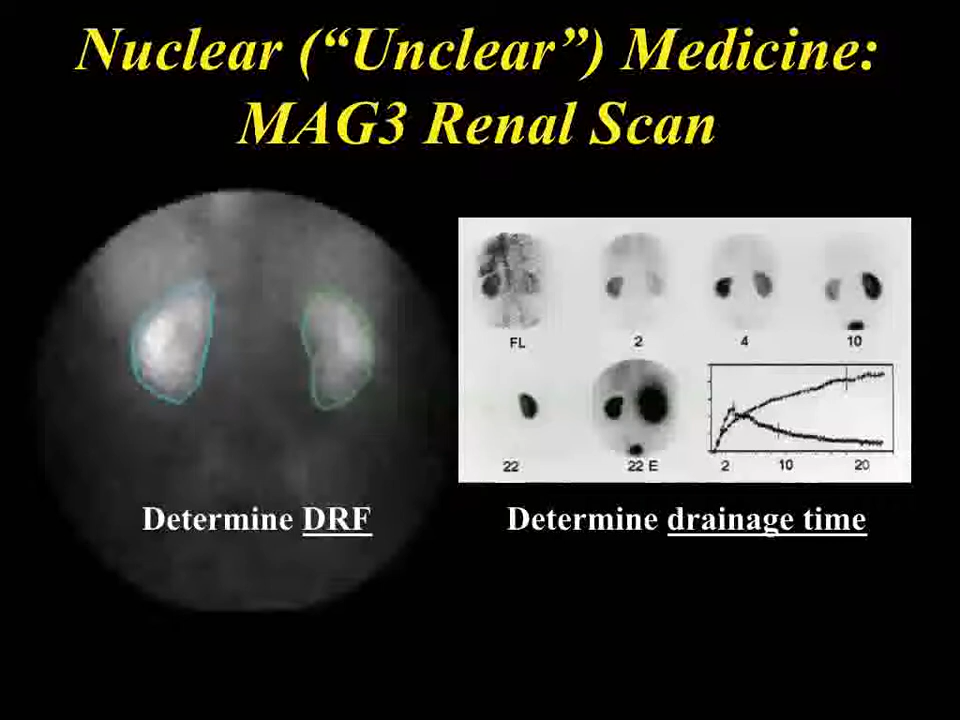 Nuclear (“Unclear”) Medicine:
MAG3 Renal Scan
FL
2
4
10
22
22 E
2 10 20
Determine DRF
Determine drainage time